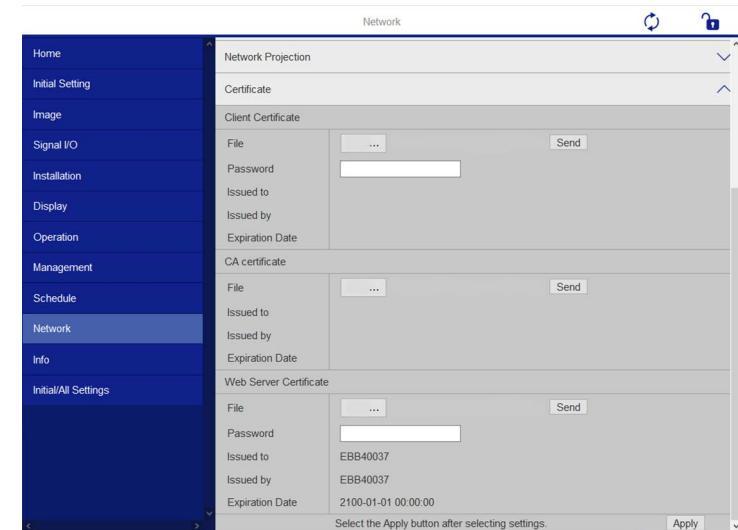 Network
Home
Initial Setting
Image
Signal I/O
Installation
Display
Operation
Management
Schedule
Network
Info
Initial/All Settings
Network Projection
Certificate
Client Certificate
File ... Send
Password
Issued to
Issued by
Expiration Date
CA certificate
File ... Send
Issued to
Issued by
Expiration Date
Web Server Certificate
File ... Send
Password
Issued to EBB40037
Issued by EBB40037
Expiration Date 2100-01-01 00:00:00
Select the Apply button after selecting settings. Apply